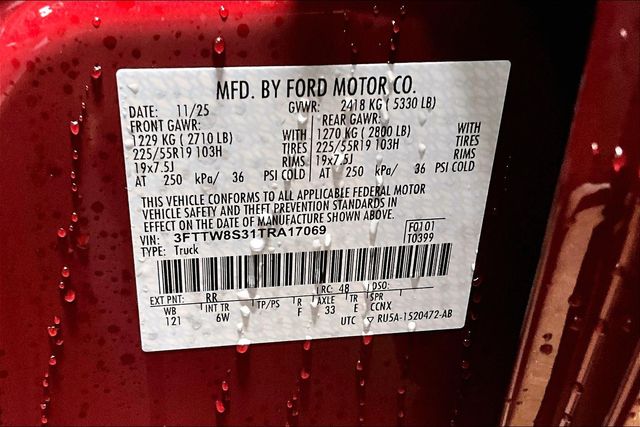 MFD. BY FORD MOTOR CO.
DATE: 11/25 GVWR: 2418 KG ( 5330 LB)
FRONT GAWR: REAR GAWR:
1229 KG ( 2710 LB) WITH 1270 KG ( 2800 LB) WITH
225/55R19 103H TIRES 225/55R19 103H TIRES
19x7.5J RIMS 19x7.5J RIMS
AT 250 kPa/ 36 PSI COLD AT 250 kPa/ 36 PSI COLD
THIS VEHICLE CONFORMS TO ALL APPLICABLE FEDERAL MOTOR
VEHICLE SAFETY AND THEFT PREVENTION STANDARDS IN
EFFECT ON THE DATE OF MANUFACTURE SHOWN ABOVE.
VIN: 3FTTW8S31TRA17069 F0101
TYPE: Truck T0399
EXT PNT: RR RC: 48 DSO:
WB INT TR TP/PS R AXLE TR SPR
121 6W F 33 E CCNX
UTC ▽ RU5A-1520472-AB